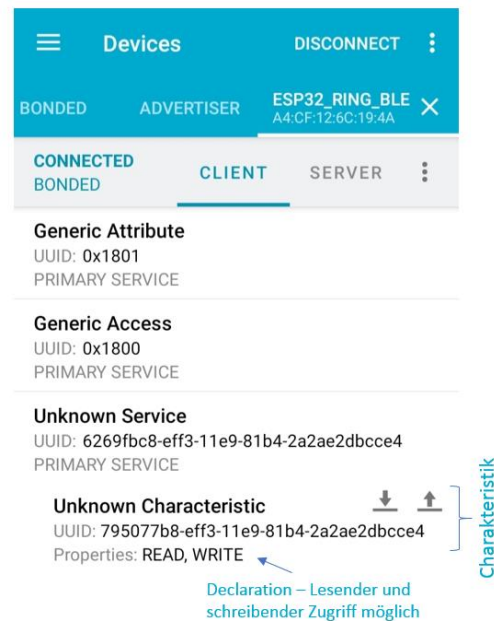 Devices
DISCONNECT
BONDED
ADVERTISER
ESP32_RING_BLE
A4:CF:12:6C:19:4A
CONNECTED
BONDED
CLIENT
SERVER
Generic Attribute
UUID: 0x1801
PRIMARY SERVICE
Generic Access
UUID: 0x1800
PRIMARY SERVICE
Unknown Service
UUID: 6269fbc8-eff3-11e9-81b4-2a2ae2dbcce4
PRIMARY SERVICE
Unknown Characteristic
UUID: 795077b8-eff3-11e9-81b4-2a2ae2dbcce4
Properties: READ, WRITE
Charakteristik
Declaration – Lesender und
schreibender Zugriff möglich